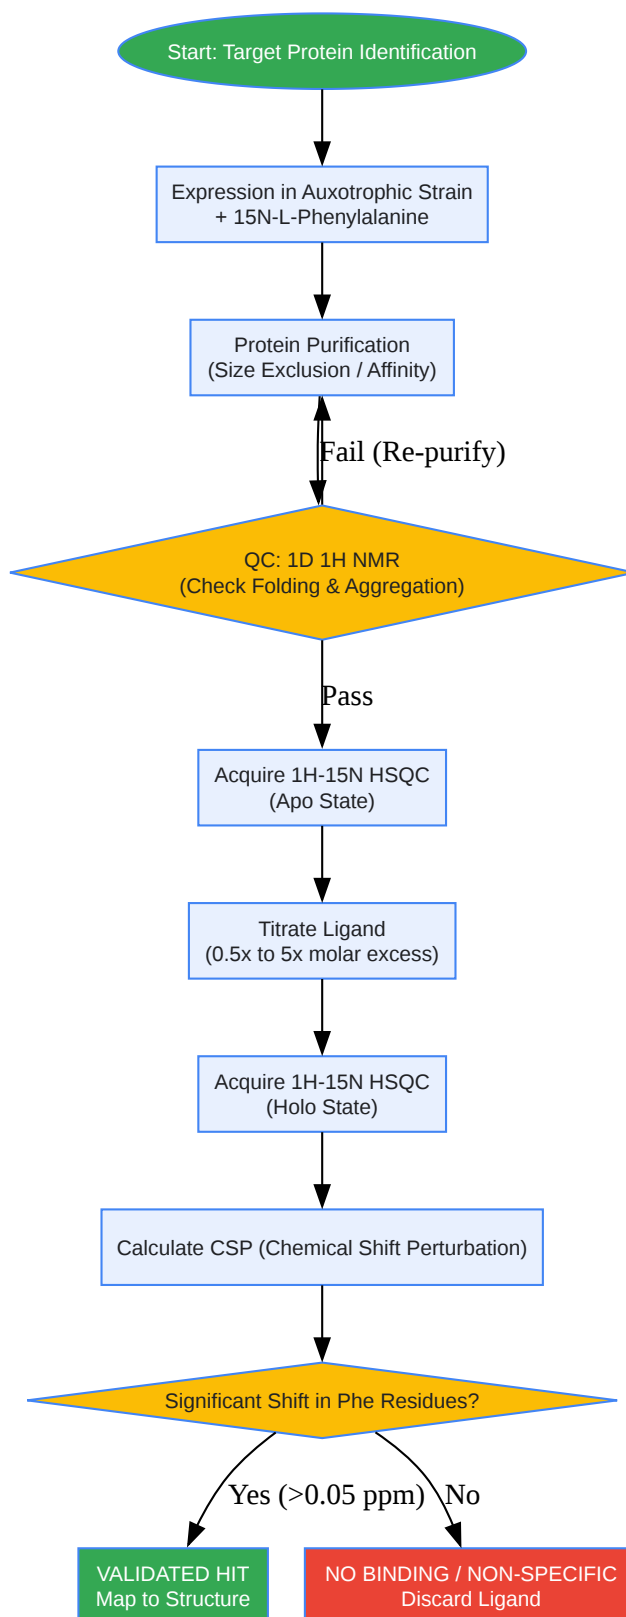 Start: Target Protein Identification
Expression in Auxotrophic Strain
+ 15N-L-Phenylalanine
Protein Purification
(Size Exclusion / Affinity)
Fail (Re-purify)
QC: 1D 1H NMR
(Check Folding & Aggregation)
Pass
Acquire 1H-15N HSQC
(Apo State)
Titrate Ligand
(0.5x to 5x molar excess)
Acquire 1H-15N HSQC
(Holo State)
Calculate CSP (Chemical Shift Perturbation)
Significant Shift in Phe Residues?
Yes (>0.05 ppm)
No
VALIDATED HIT
Map to Structure
NO BINDING / NON-SPECIFIC
Discard Ligand